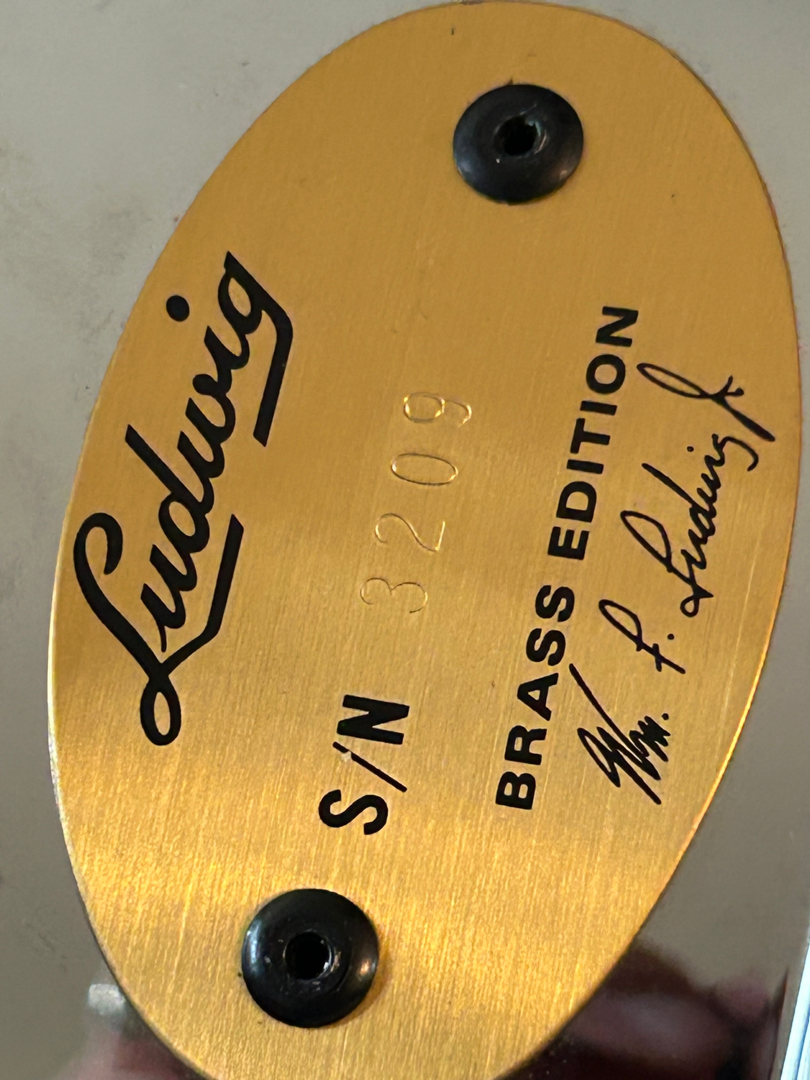 Ludwig
S/N 3209
BRASS EDITION
Wm. F. Ludwig Jr.